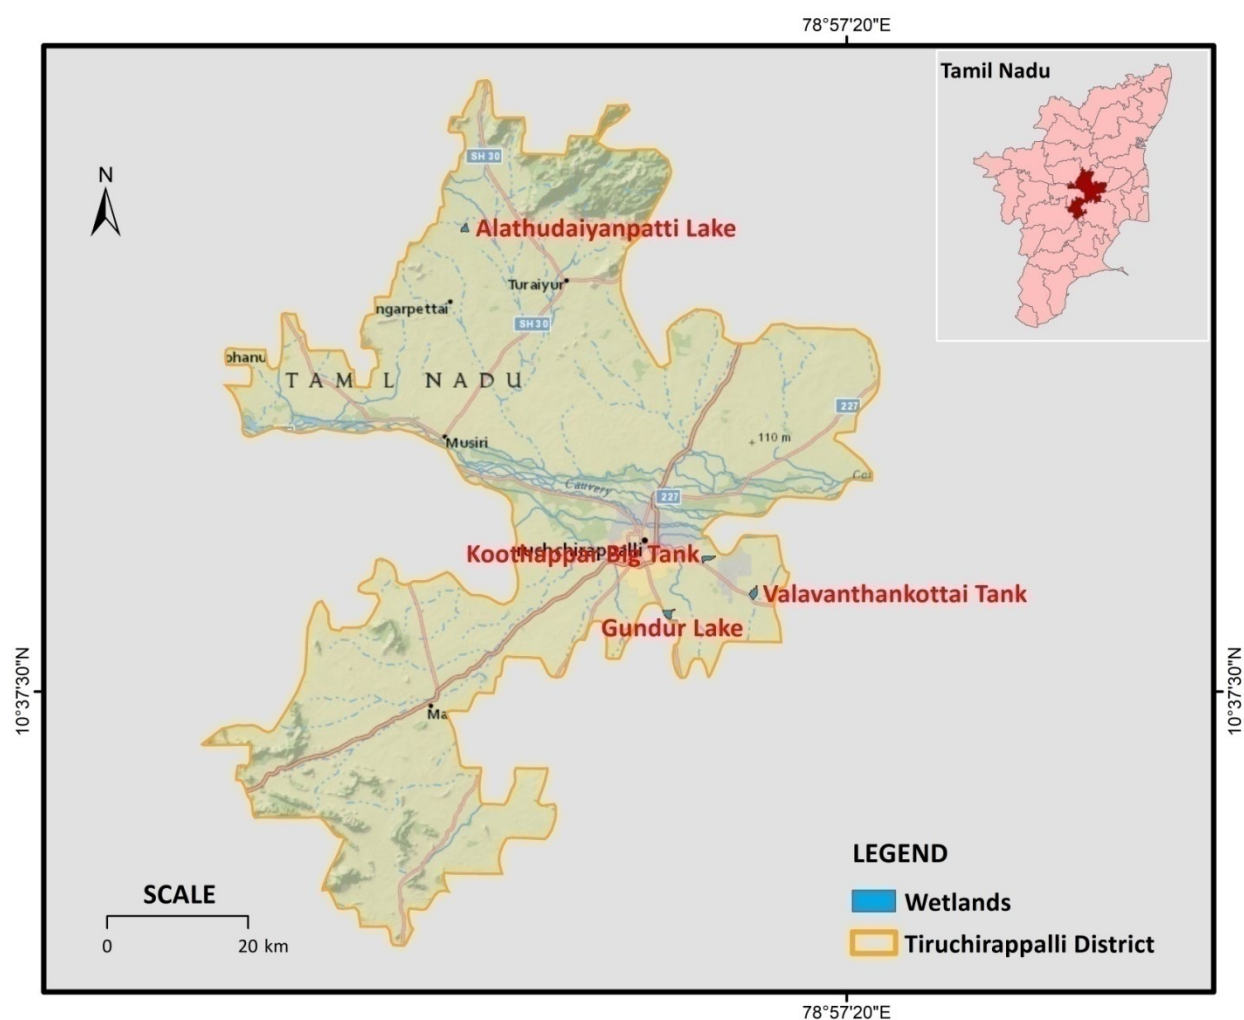 78°57'20"E
Tamil Nadu
N
SH 30
Alathudaiyanpatti Lake
Turaiyur
ngarpettai
SH 30
TAMIL NADU
227
Musiri
110 m
Cauvery
227
Koothappar Big Tank
Valavanthankottai Tank
Gundur Lake
10°37'30"N
10°37'30"N
Ma
LEGEND
SCALE
Wetlands
0 20 km
Tiruchirappalli District
78°57'20"E